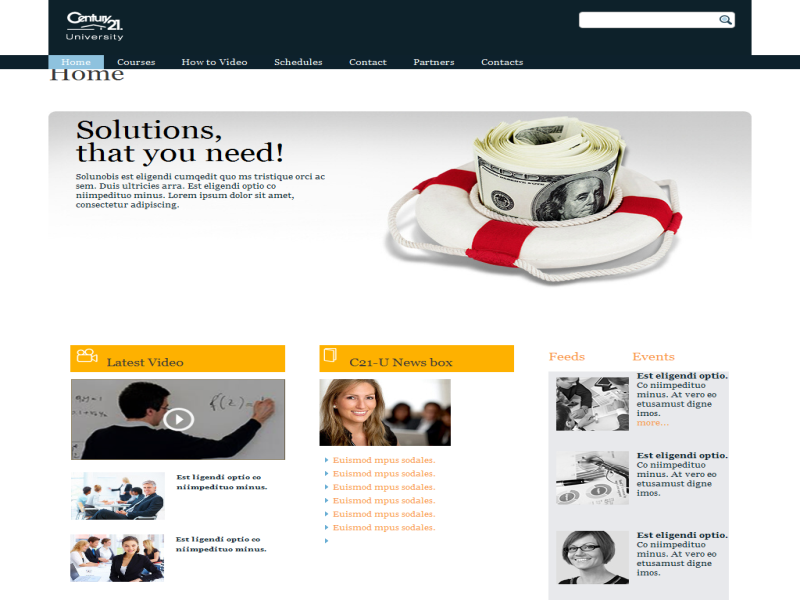 Century 21.
University
Home Courses How to Video Schedules Contact Partners Contacts
Home
Solutions,
that you need!
Solunobis est eligendi cumqedit quo ms tristique orci ac
sem. Duis ultricies arra. Est eligendi optio co
niimpedituo minus. Lorem ipsum dolor sit amet,
consectetur adipiscing.
Latest Video
Est ligendi optio co
niimpedituo minus.
Est ligendi optio co
niimpedituo minus.
C21-U News box
Euismod mpus sodales.
Euismod mpus sodales.
Euismod mpus sodales.
Euismod mpus sodales.
Euismod mpus sodales.
Euismod mpus sodales.
Feeds Events
Est eligendi optio.
Co niimpedituo
minus. At vero eo
etusamust digne
imos.
more...
Est eligendi optio.
Co niimpedituo
minus. At vero eo
etusamust digne
imos.
Est eligendi optio.
Co niimpedituo
minus. At vero eo
etusamust digne
imos.